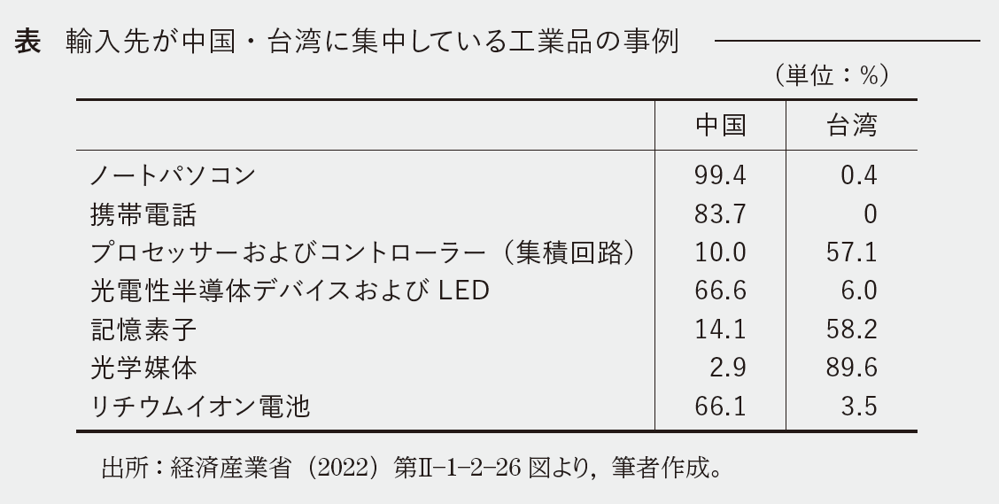 表 輸入先が中国・台湾に集中している工業品の事例
（単位：%）
中国 台湾
ノートパソコン 99.4 0.4
携帯電話 83.7 0
プロセッサーおよびコントローラー（集積回路） 10.0 57.1
光電性半導体デバイスおよび LED 66.6 6.0
記憶素子 14.1 58.2
光学媒体 2.9 89.6
リチウムイオン電池 66.1 3.5
出所：経済産業省（2022）第Ⅱ–1–2–26 図より，筆者作成。